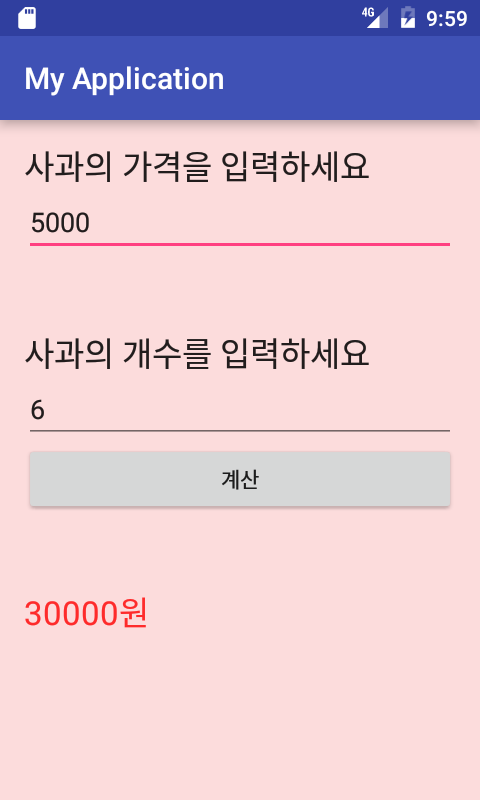 4G 9:59
My Application
사과의 가격을 입력하세요
5000
사과의 개수를 입력하세요
6
계산
30000원